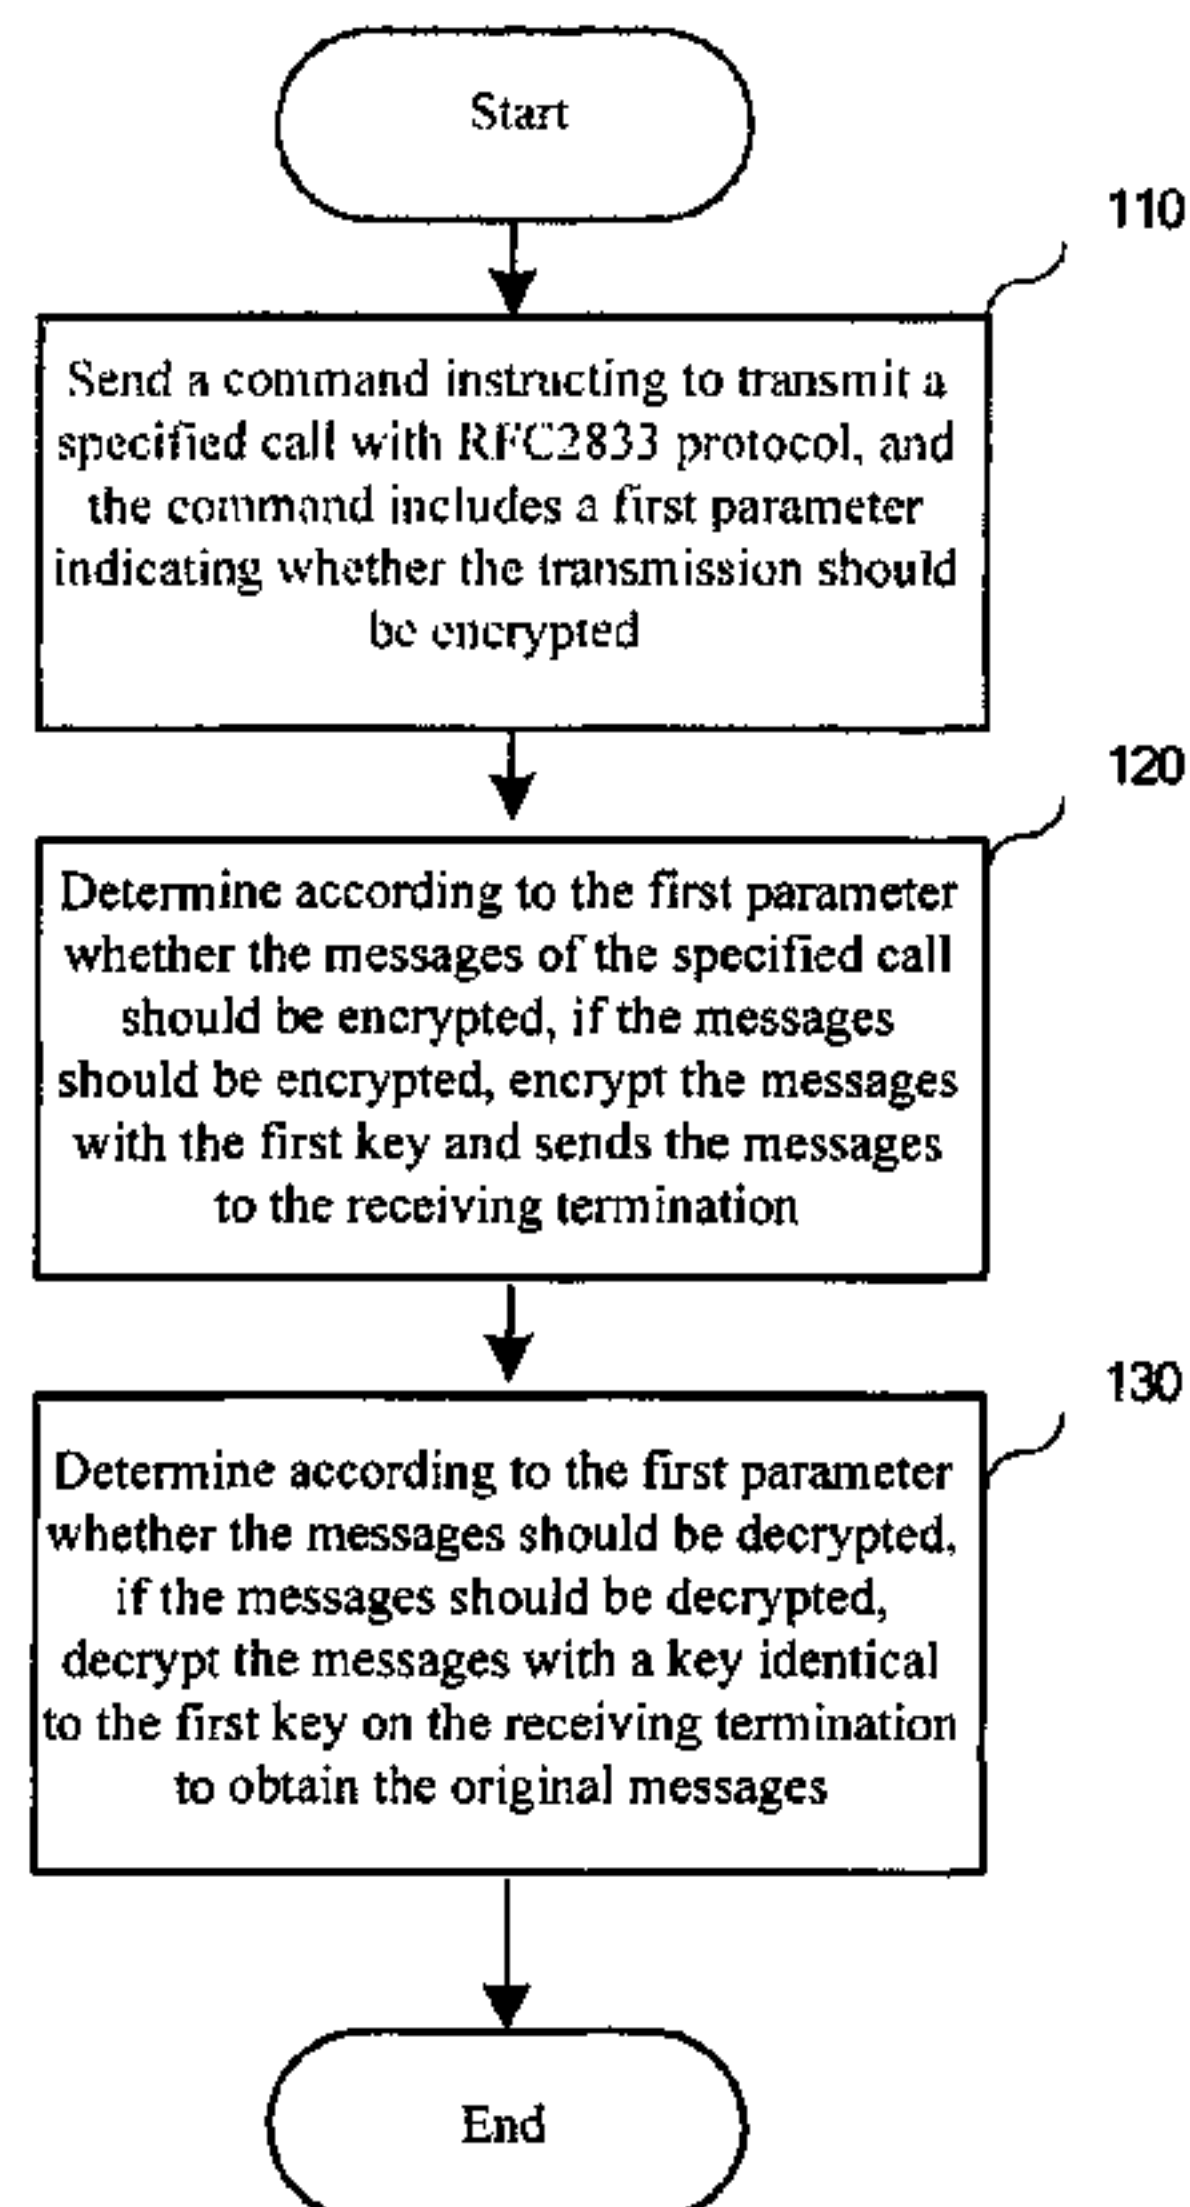 Start
110
Send a command instructing to transmit a
specified call with RFC2833 protocol, and
the command includes a first parameter
indicating whether the transmission should
be encrypted
120
Determine according to the first parameter
whether the messages of the specified call
should be encrypted, if the messages
should be encrypted, encrypt the messages
with the first key and sends the messages
to the receiving termination
130
Determine according to the first parameter
whether the messages should be decrypted,
if the messages should be decrypted,
decrypt the messages with a key identical
to the first key on the receiving termination
to obtain the original messages
End